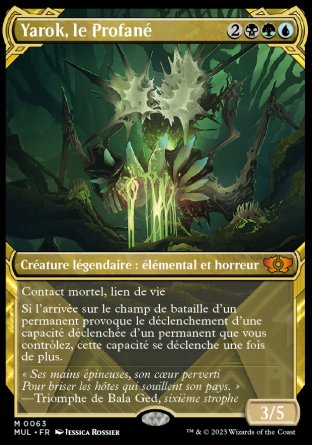 Yarok, le Profané 2
Créature légendaire : élémental et horreur
Contact mortel, lien de vie
Si l'arrivée sur le champ de bataille d'un
permanent provoque le déclenchement d'une
capacité déclenchée d'un permanent que vous
contrôlez, cette capacité se déclenche une fois
de plus.
« Ses mains épineuses, son cœur perverti
Pour briser les hôtes qui souillent son pays. »
—Triomphe de Bala Ged, sixième strophe
3/5
M 0063
MUL • FR Jessica Rossier
™ & © 2023 Wizards of the Coast